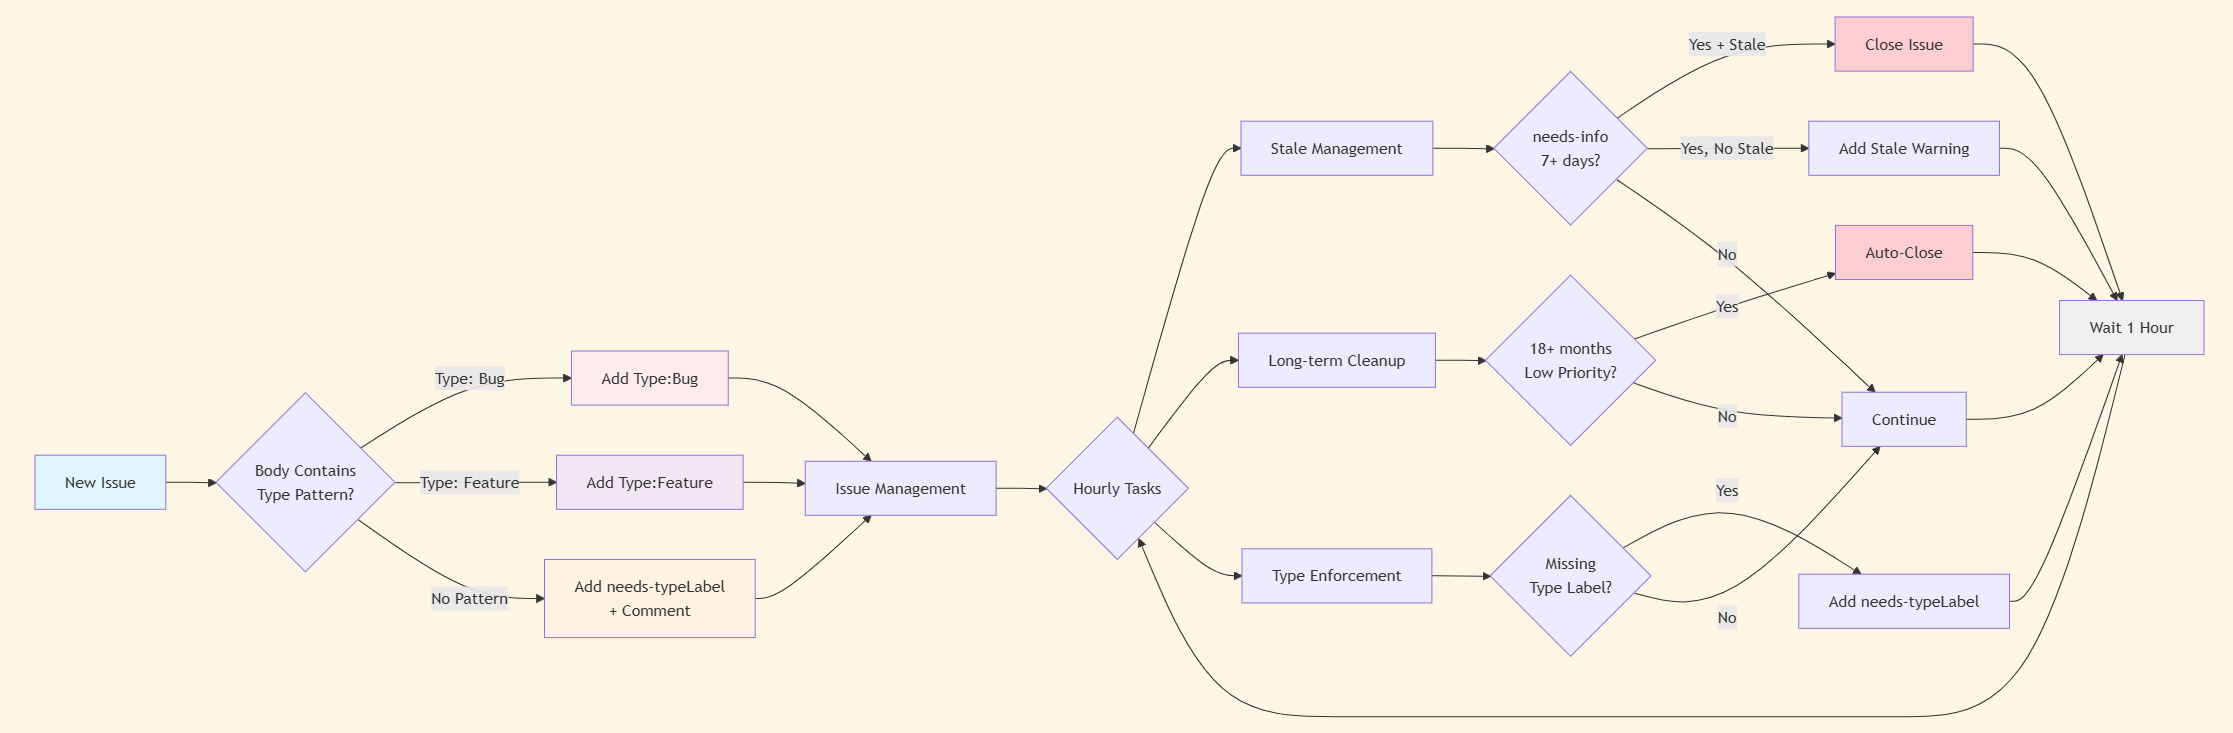 New Issue
Body Contains
Type Pattern?
Type: Bug
Type: Feature
No Pattern
Add Type:Bug
Add Type:Feature
Add needs-typeLabel
+ Comment
Issue Management
Hourly Tasks
Stale Management
Long-term Cleanup
Type Enforcement
needs-info
7+ days?
18+ months
Low Priority?
Missing
Type Label?
Yes + Stale
Yes, No Stale
No
Yes
No
Yes
No
Close Issue
Add Stale Warning
Auto-Close
Continue
Add needs-typeLabel
Wait 1 Hour